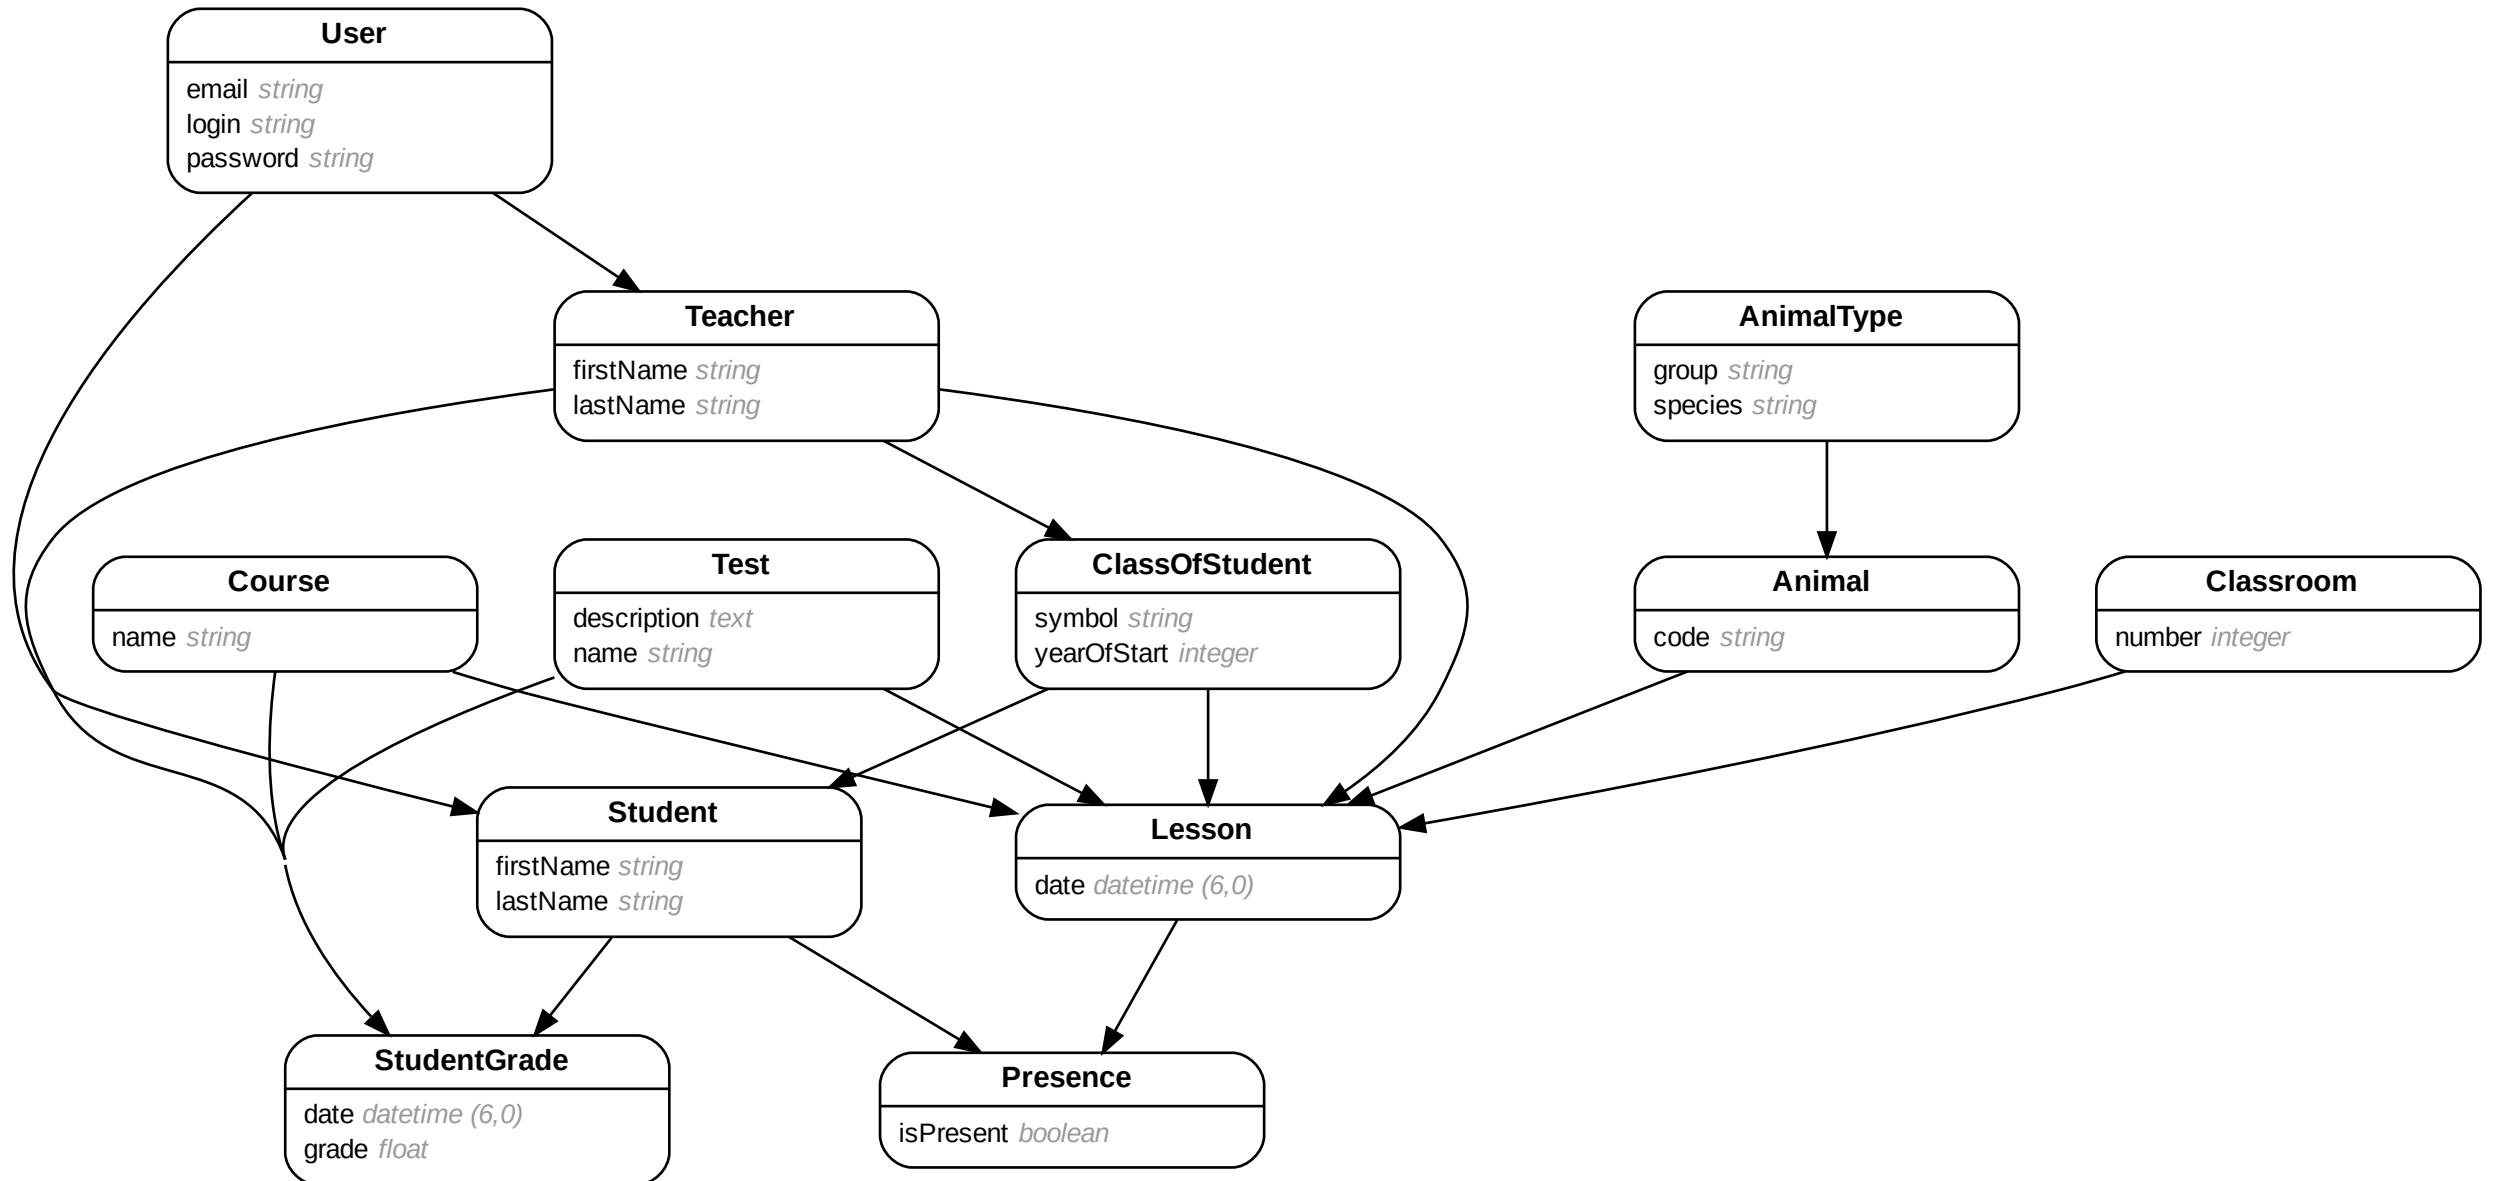 User
email string
login string
password string
Teacher
firstName string
lastName string
AnimalType
group string
species string
Course
name string
Test
description text
name string
ClassOfStudent
symbol string
yearOfStart integer
Animal
code string
Classroom
number integer
Student
firstName string
lastName string
Lesson
date datetime (6,0)
StudentGrade
date datetime (6,0)
grade float
Presence
isPresent boolean